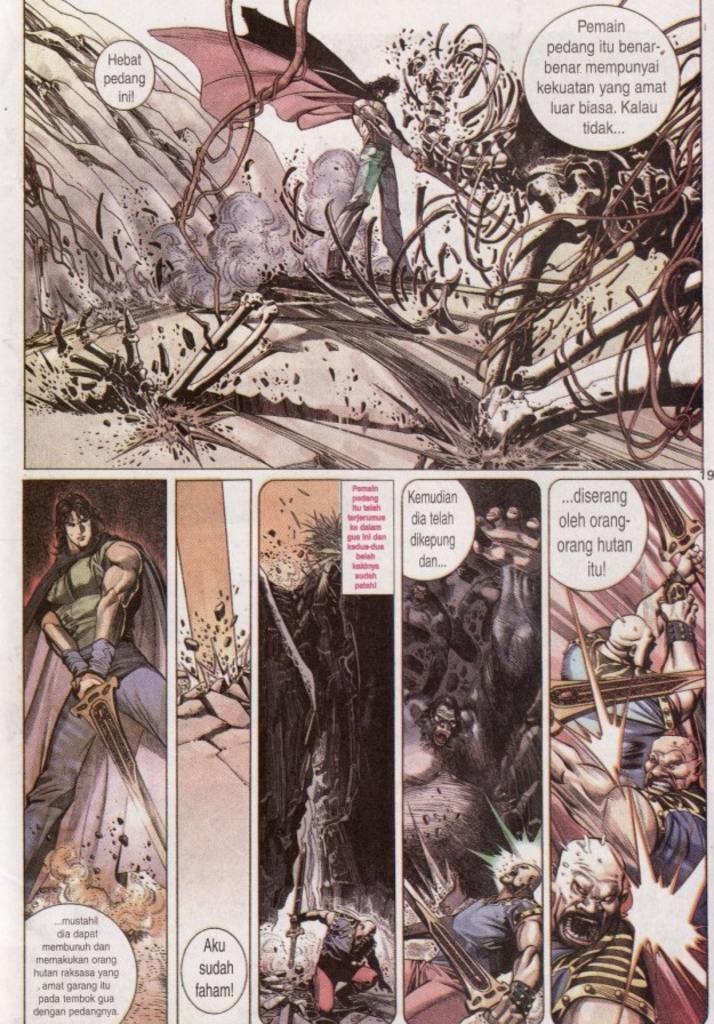 Hebat
pedang
ini!
Pemain
pedang itu benar-
benar mempunyai
kekuatan yang amat
luar biasa. Kalau
tidak...
19
...mustahil
dia dapat
membunuh dan
memakukan orang
hutan raksasa yang
amat garang itu
pada tembok gua
dengan pedangnya.
Aku
sudah
faham!
Pemain
pedang
itu telah
terjerumus
ke dalam
gua ini dan
kedua-dua
belah
kakinya
sudah
patah!
Kemudian
dia telah
dikepung
dan...
...diserang
oleh orang-
orang hutan
itu!